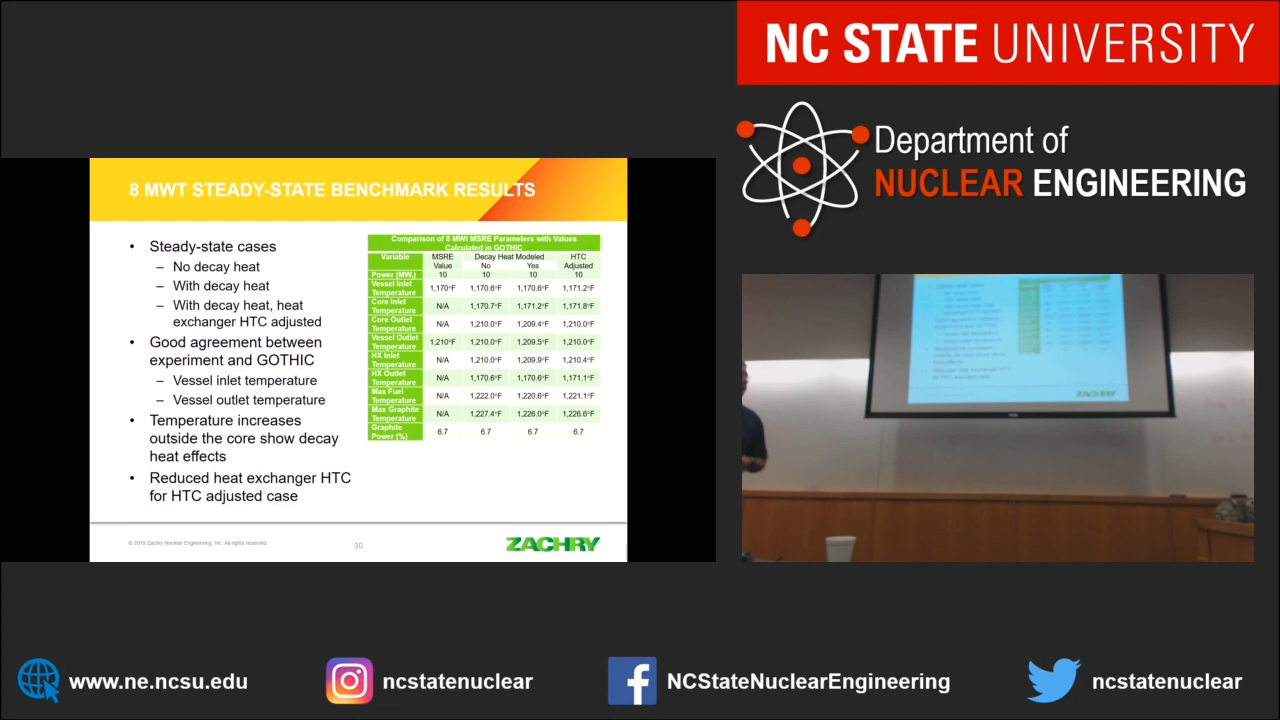 NC STATE UNIVERSITY
Department of
NUCLEAR ENGINEERING
8 MWT STEADY-STATE BENCHMARK RESULTS
• Steady-state cases
– No decay heat
– With decay heat
– With decay heat, heat
exchanger HTC adjusted
• Good agreement between
experiment and GOTHIC
– Vessel inlet temperature
– Vessel outlet temperature
• Temperature increases
outside the core show decay
heat effects
• Reduced heat exchanger HTC
for HTC adjusted case
Comparison of 8 MWt MSRE Parameters with Values
Calculated in GOTHIC
Variable MSRE Value Decay Heat Modeled No Yes HTC Adjusted
Power (MWt) 10 10 10 10
Vessel Inlet Temperature 1,170°F 1,170.6°F 1,170.6°F 1,171.2°F
Core Inlet Temperature N/A 1,170.7°F 1,171.2°F 1,171.8°F
Core Outlet Temperature N/A 1,210.0°F 1,209.4°F 1,210.0°F
Vessel Outlet Temperature 1,210°F 1,210.0°F 1,209.5°F 1,210.0°F
HX Inlet Temperature N/A 1,210.0°F 1,209.9°F 1,210.4°F
HX Outlet Temperature N/A 1,170.6°F 1,170.6°F 1,171.1°F
Max Fuel Temperature N/A 1,222.0°F 1,220.6°F 1,221.1°F
Max Graphite Temperature N/A 1,227.4°F 1,226.0°F 1,226.6°F
Graphite Power (%) 6.7 6.7 6.7 6.7
© 2019 Zachry Nuclear Engineering, Inc. All rights reserved.
30
ZACHRY
ZACHRY
www.ne.ncsu.edu
ncstatenuclear
NCStateNuclearEngineering
ncstatenuclear